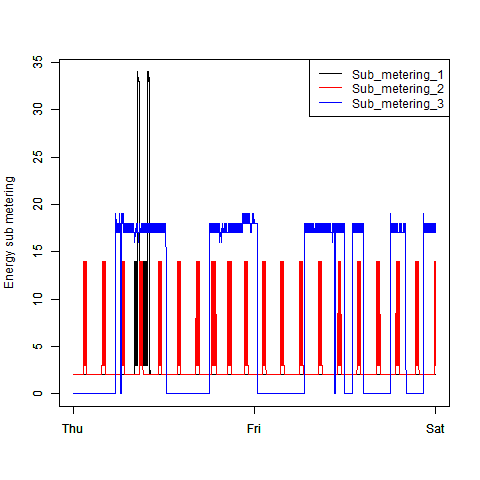 Sub_metering_1
Sub_metering_2
Sub_metering_3
Energy sub metering
35
30
25
20
15
10
5
0
Thu Fri Sat